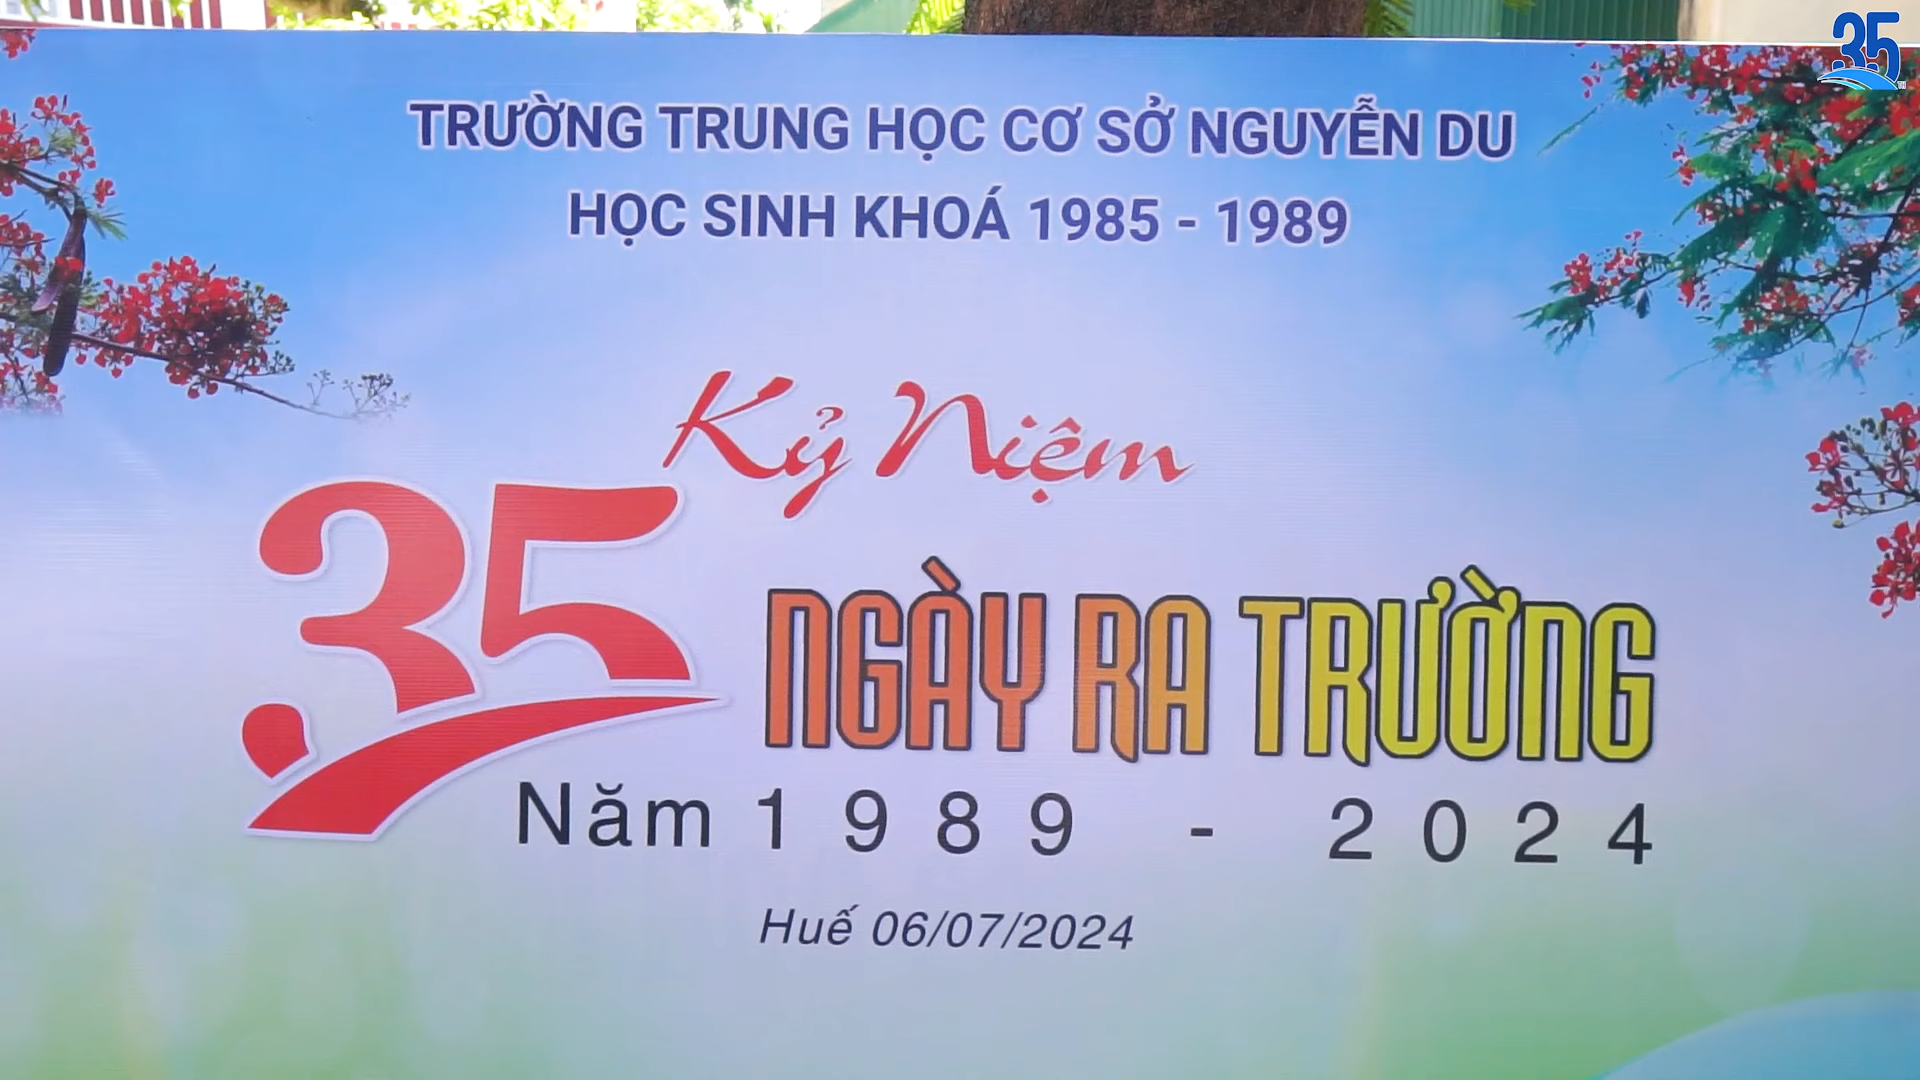 35
TRƯỜNG TRUNG HỌC CƠ SỞ NGUYỄN DU
HỌC SINH KHOÁ 1985 - 1989
Kỷ Niệm
35 NGÀY RA TRƯỜNG
Năm 1989 - 2024
Huế 06/07/2024